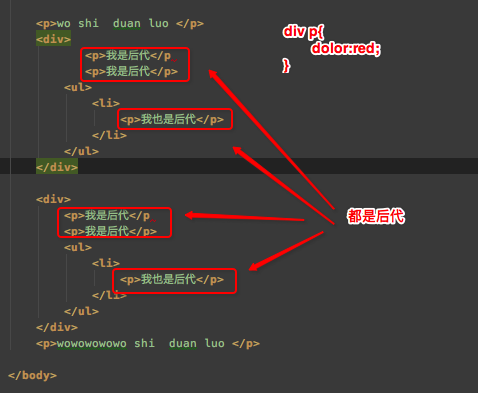 <p>wo shi  duan luo </p>
div p{
<div>
dolor:red;
<p>我是后代</p
}
<p>我是后代</p>
<ul>
<li>
<p>我也是后代</p>
</li>
</ul>
</div>
<div>
都是后代
<p>我是后代</p
<p>我是后代</p>
<ul>
<li>
<p>我也是后代</p>
</li>
</ul>
</div>
<p>wowowowowo shi  duan luo </p>
</body>